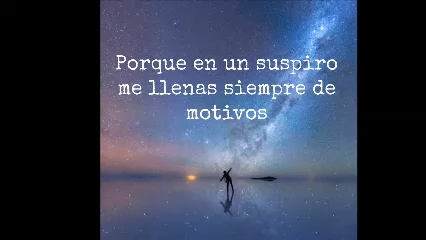 Porque en un suspiro
me llenas siempre de
motivos